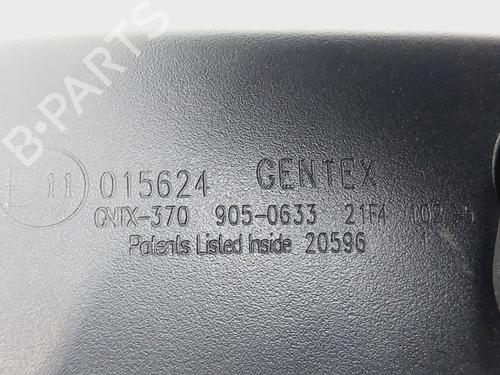 B-PARTS
11 015624 GENTEX
GNTX-370 905-0633 21F4
Patents Listed Inside 20596